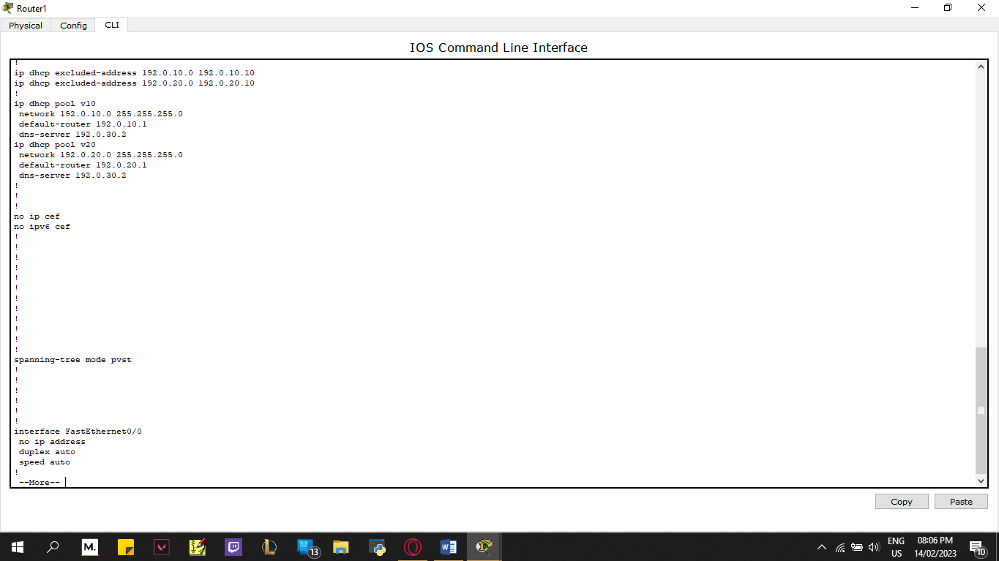 Router1
Physical Config CLI
IOS Command Line Interface
!
ip dhcp excluded-address 192.0.10.0 192.0.10.10
ip dhcp excluded-address 192.0.20.0 192.0.20.10
!
ip dhcp pool v10
network 192.0.10.0 255.255.255.0
default-router 192.0.10.1
dns-server 192.0.30.2
ip dhcp pool v20
network 192.0.20.0 255.255.255.0
default-router 192.0.20.1
dns-server 192.0.30.2
!
!
!
no ip cef
no ipv6 cef
!
!
!
!
!
!
!
!
!
!
!
!
spanning-tree mode pvst
!
!
!
!
!
!
interface FastEthernet0/0
no ip address
duplex auto
speed auto
!
--More--
Copy Paste
M. 13 ENG 08:06 PM
US 14/02/2023 10